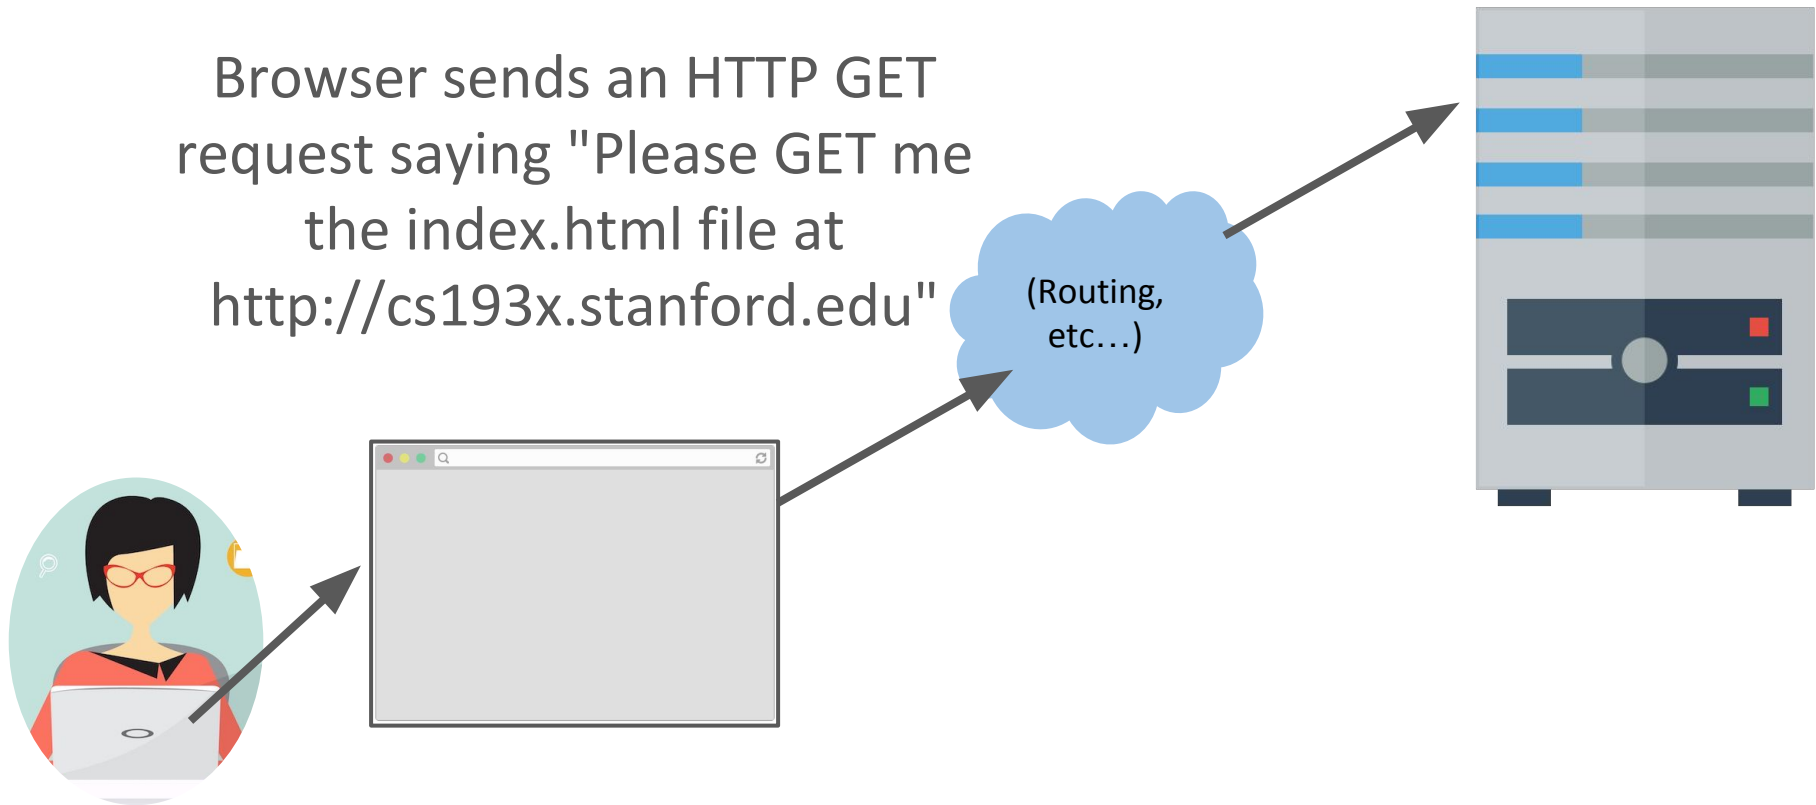 Browser sends an HTTP GET
request saying "Please GET me
the index.html file at
http://cs193x.stanford.edu"
(Routing,
etc…)